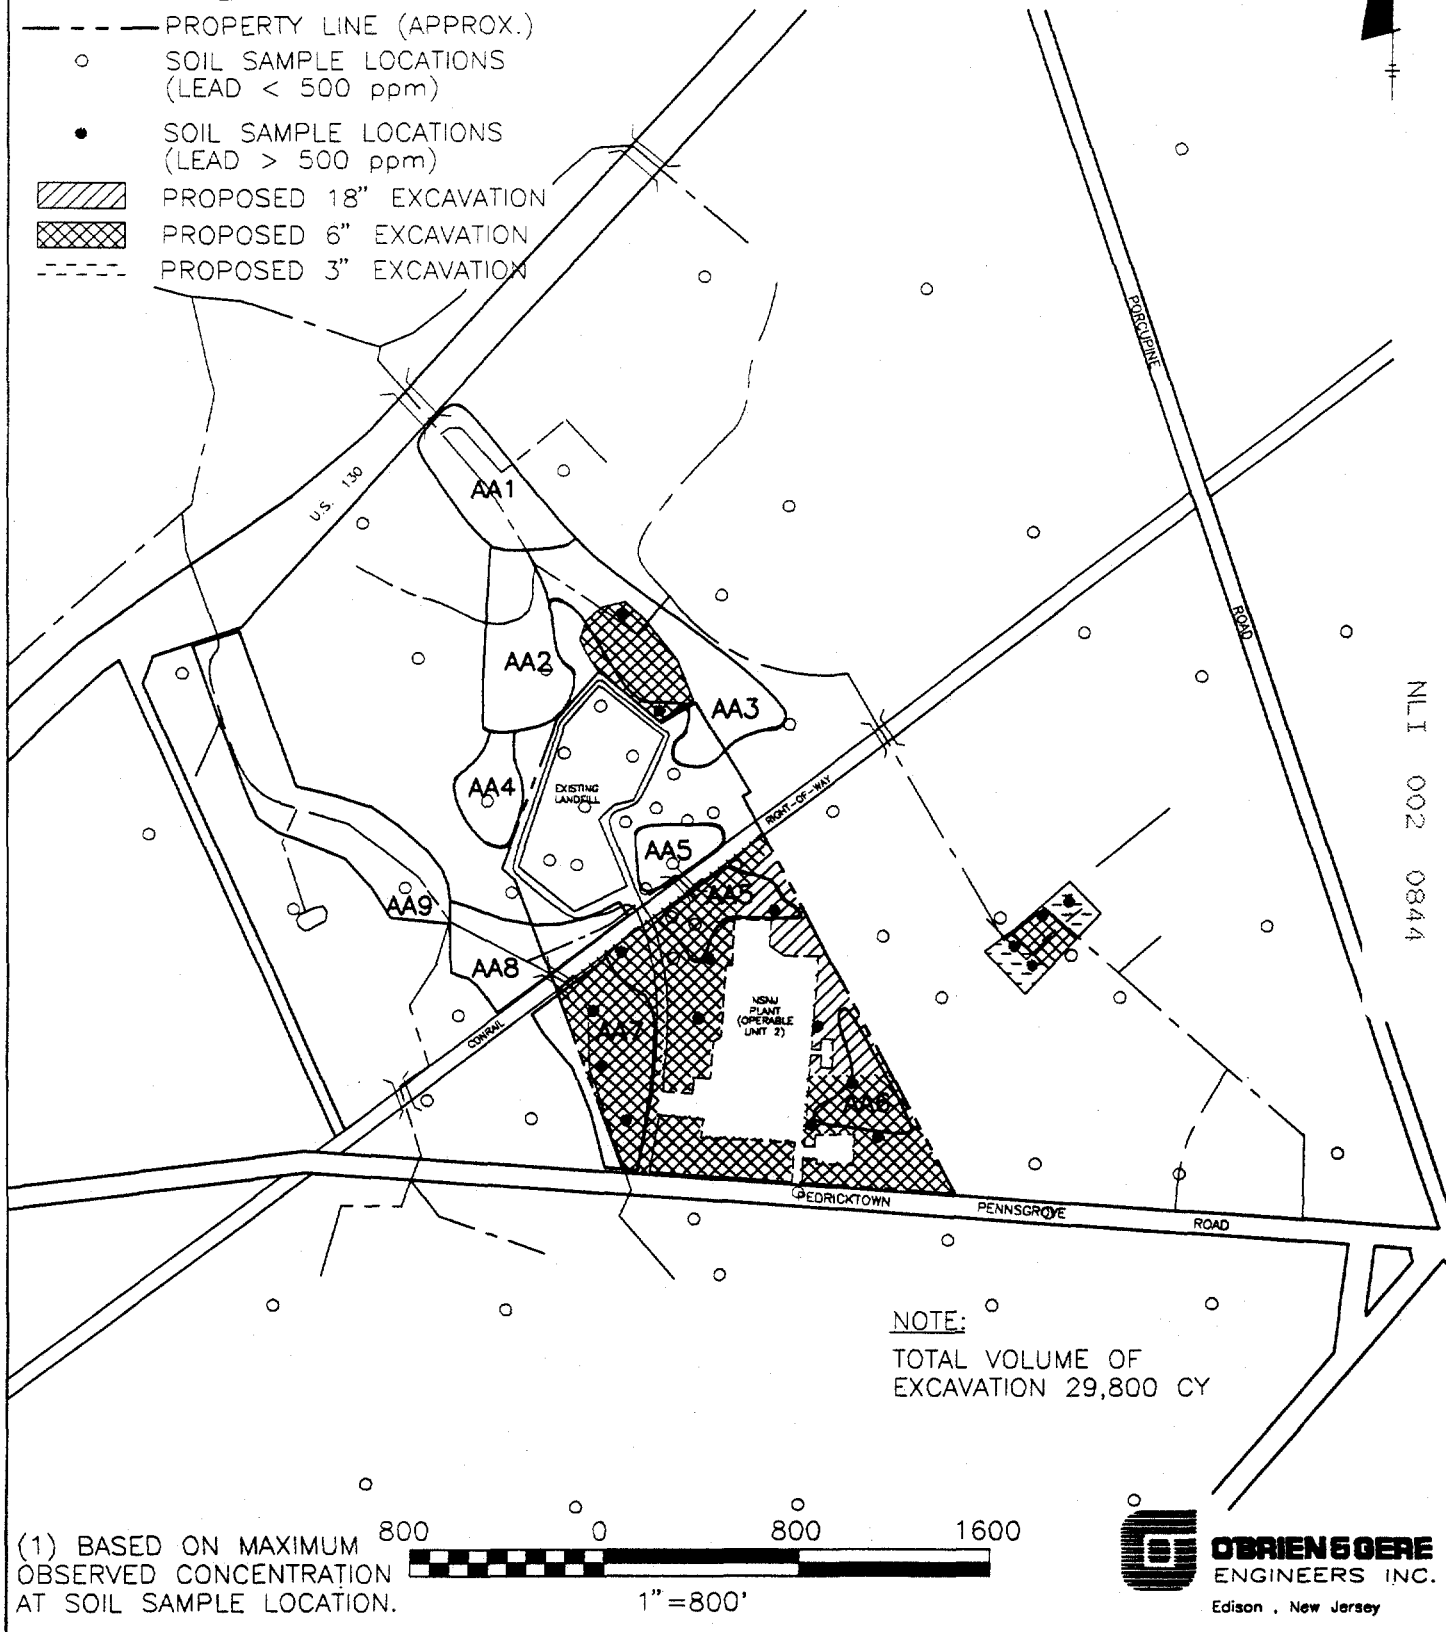 PROPERTY LINE (APPROX.)
SOIL SAMPLE LOCATIONS
(LEAD < 500 ppm)
SOIL SAMPLE LOCATIONS
(LEAD > 500 ppm)
PROPOSED 18" EXCAVATION
PROPOSED 6" EXCAVATION
PROPOSED 3" EXCAVATION
PORCUPINE
ROAD
U.S. 130
AA1
AA2
AA3
AA4
EXISTING
LANDFILL
RIGHT-OF-WAY
AA5
AA5
AA9
AA8
CONRAIL
AA7
NSNJ
PLANT
(OPERABLE
UNIT 2)
AA6
PEDRICKTOWN
PENNSGROVE
ROAD
NLI 002 0844
NOTE:
TOTAL VOLUME OF
EXCAVATION 29,800 CY
(1) BASED ON MAXIMUM
OBSERVED CONCENTRATION
AT SOIL SAMPLE LOCATION.
800 0 800 1600
1"=800'
O'BRIEN & GERE
ENGINEERS INC.
Edison , New Jersey